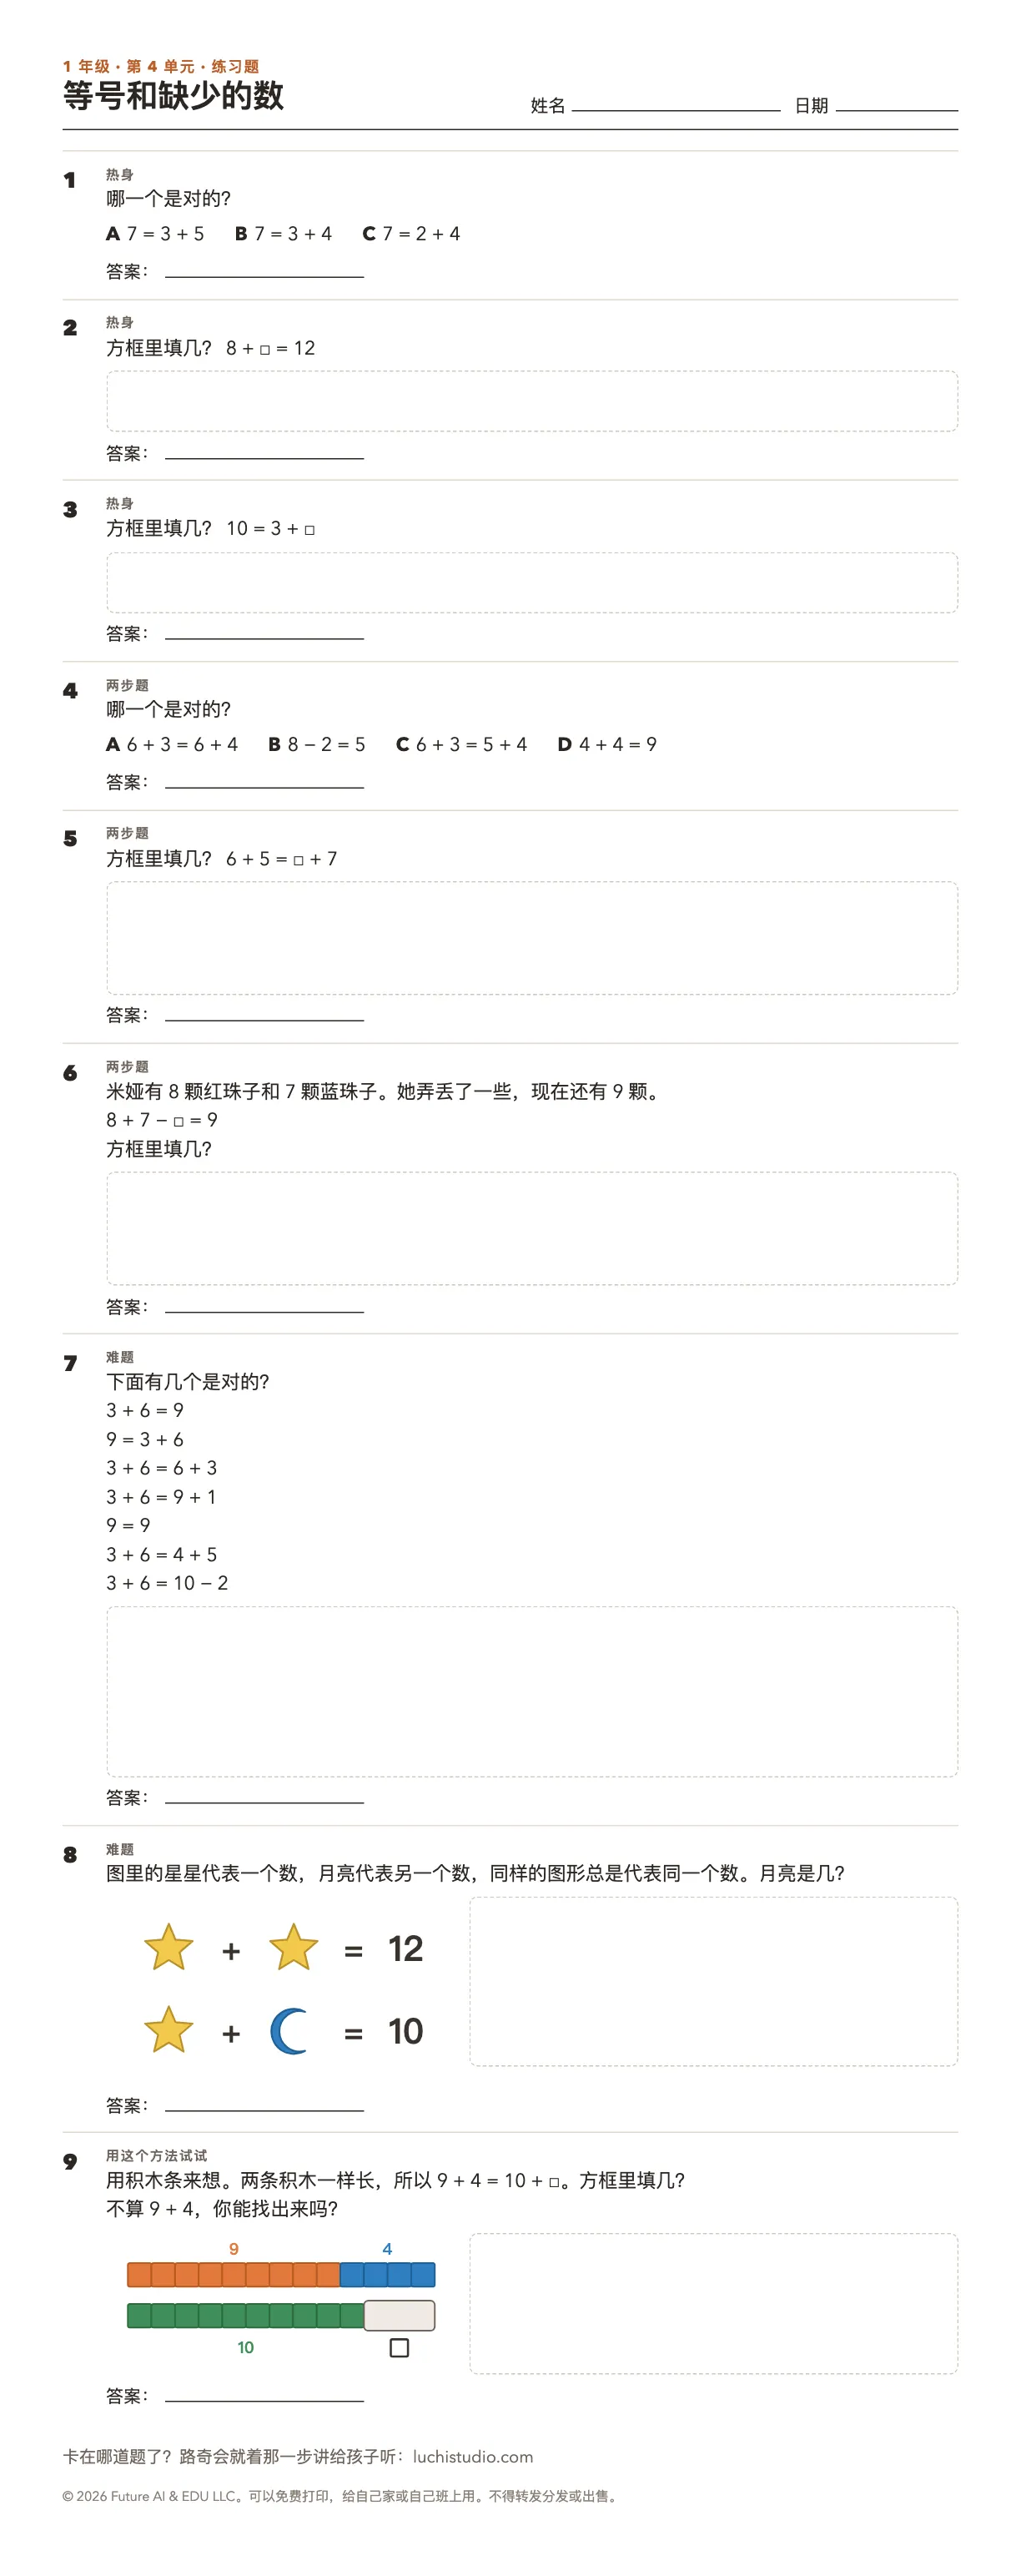 1 年级 · 第 4 单元 · 练习题
等号和缺少的数
姓名 日期
1 热身
哪一个是对的？
A 7 = 3 + 5 B 7 = 3 + 4 C 7 = 2 + 4
答案：
2 热身
方框里填几？ 8 + □ = 12
答案：
3 热身
方框里填几？ 10 = 3 + □
答案：
4 两步题
哪一个是对的？
A 6 + 3 = 6 + 4 B 8 − 2 = 5 C 6 + 3 = 5 + 4 D 4 + 4 = 9
答案：
5 两步题
方框里填几？ 6 + 5 = □ + 7
答案：
6 两步题
米娅有 8 颗红珠子和 7 颗蓝珠子。她弄丢了一些，现在还有 9 颗。
8 + 7 − □ = 9
方框里填几？
答案：
7 难题
下面有几个是对的？
3 + 6 = 9
9 = 3 + 6
3 + 6 = 6 + 3
3 + 6 = 9 + 1
9 = 9
3 + 6 = 4 + 5
3 + 6 = 10 − 2
答案：
8 难题
图里的星星代表一个数，月亮代表另一个数，同样的图形总是代表同一个数。月亮是几？
+ = 12
+ = 10
答案：
9 用这个方法试试
用积木条来想。两条积木一样长，所以 9 + 4 = 10 + □。方框里填几？
不算 9 + 4，你能找出来吗？
9 4
10 □
答案：
卡在哪道题了？路奇会就着那一步讲给孩子听：luchistudio.com
© 2026 Future AI & EDU LLC。可以免费打印，给自己家或自己班上用。不得转发分发或出售。